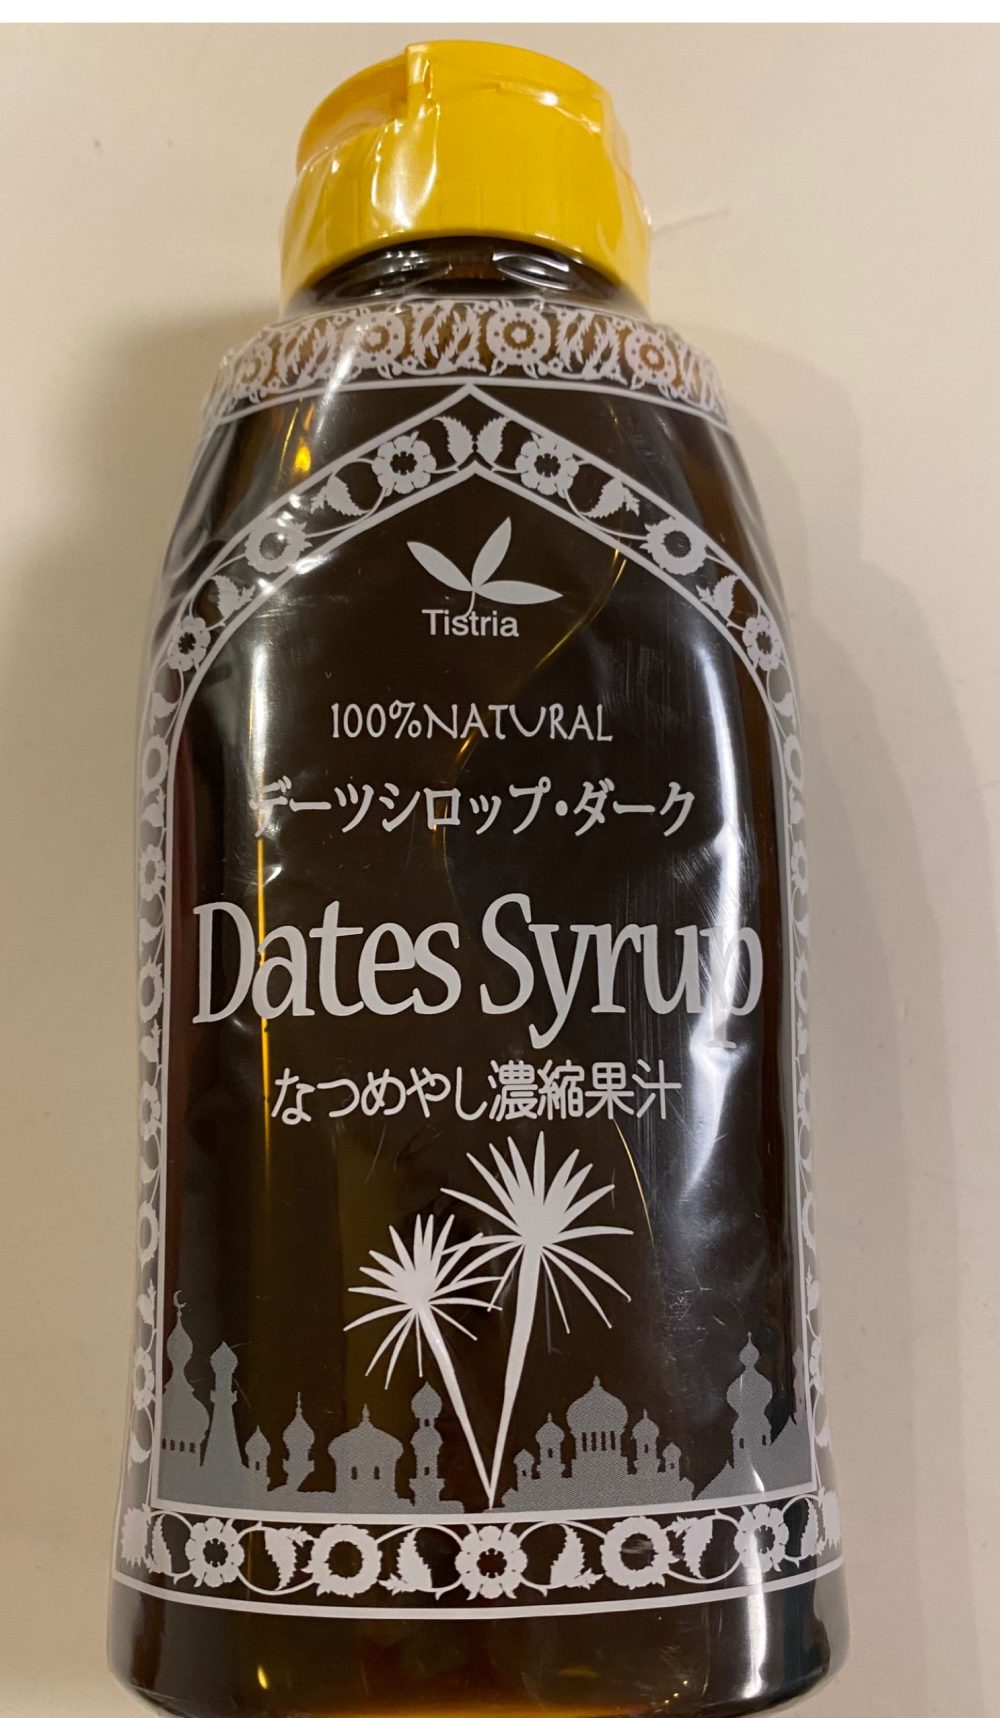 Tistria
100%NATURAL
デーツシロップ・ダーク
Dates Syrup
なつめやし濃縮果汁